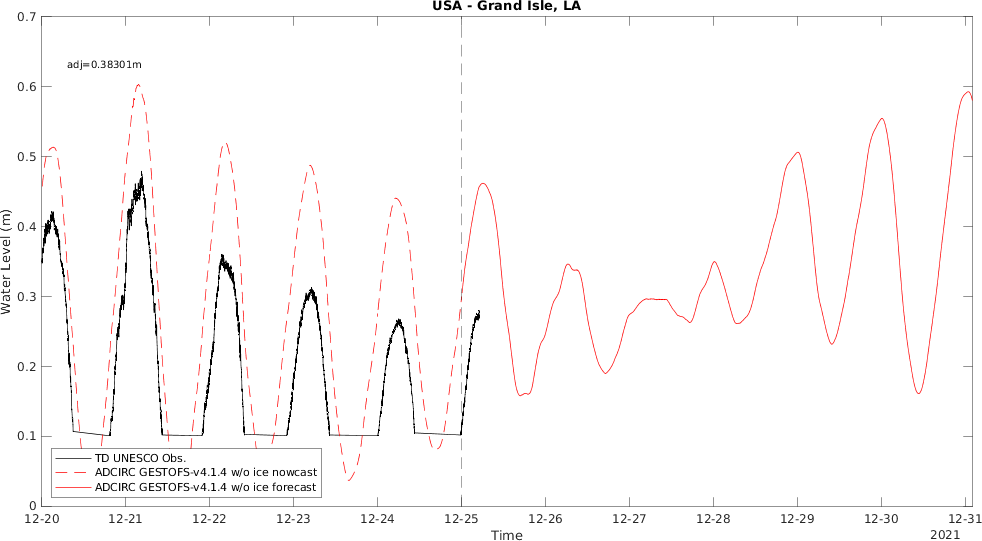 USA - Grand Isle, LA
adj=0.38301m
Water Level (m)
0.7
0.6
0.5
0.4
0.3
0.2
0.1
0
TD UNESCO Obs.
ADCIRC GESTOFS-v4.1.4 w/o ice nowcast
ADCIRC GESTOFS-v4.1.4 w/o ice forecast
12-20 12-21 12-22 12-23 12-24 12-25 12-26 12-27 12-28 12-29 12-30 12-31
Time
2021